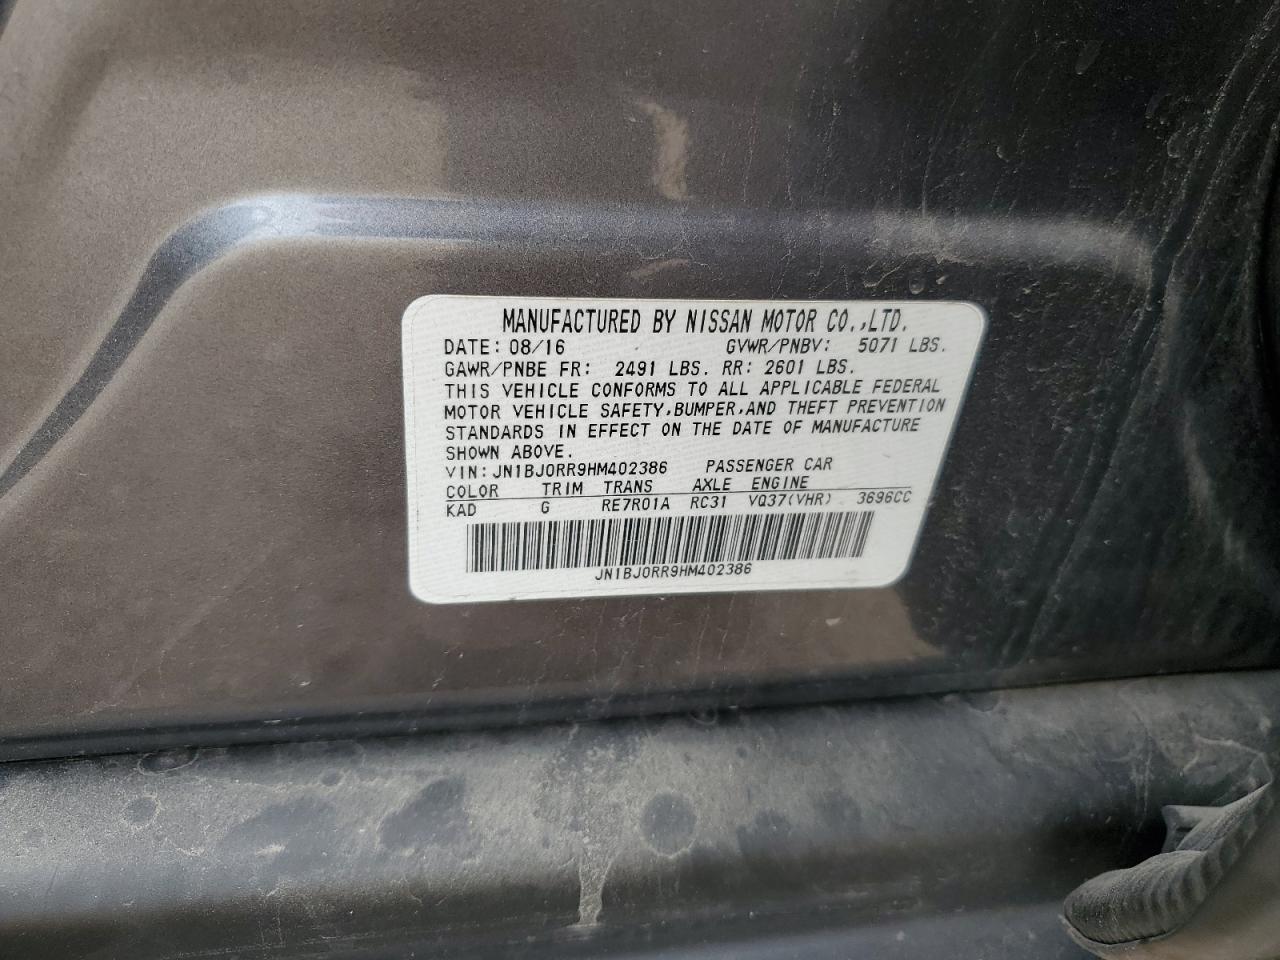 MANUFACTURED BY NISSAN MOTOR CO.,LTD.
DATE: 08/16 GVWR/PNBV: 5071 LBS.
GAWR/PNBE FR: 2491 LBS. RR: 2601 LBS.
THIS VEHICLE CONFORMS TO ALL APPLICABLE FEDERAL
MOTOR VEHICLE SAFETY,BUMPER,AND THEFT PREVENTION
STANDARDS IN EFFECT ON THE DATE OF MANUFACTURE
SHOWN ABOVE.
VIN: JN1BJ0RR9HM402386 PASSENGER CAR
COLOR TRIM TRANS AXLE ENGINE
KAD G RE7R01A RC31 VQ37(VHR) 3696CC
JN1BJ0RR9HM402386